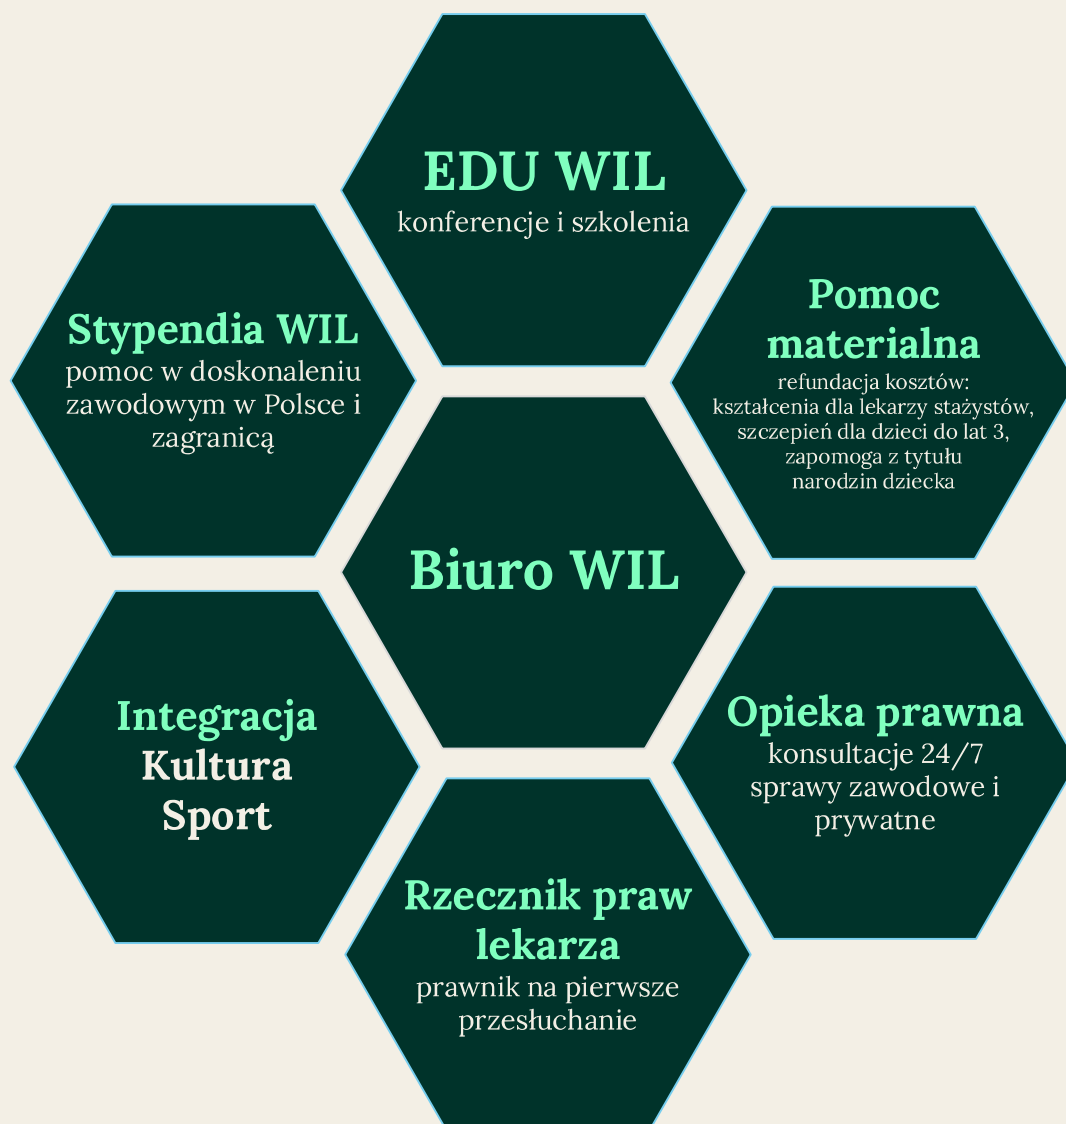 EDU WIL
konferencje i szkolenia
Stypendia WIL
pomoc w doskonaleniu
zawodowym w Polsce i
zagranicą
Pomoc
materialna
refundacja kosztów:
kształcenia dla lekarzy stażystów,
szczepień dla dzieci do lat 3,
zapomoga z tytułu
narodzin dziecka
Biuro WIL
Integracja
Kultura
Sport
Opieka prawna
konsultacje 24/7
sprawy zawodowe i
prywatne
Rzecznik praw
lekarza
prawnik na pierwsze
przesłuchanie